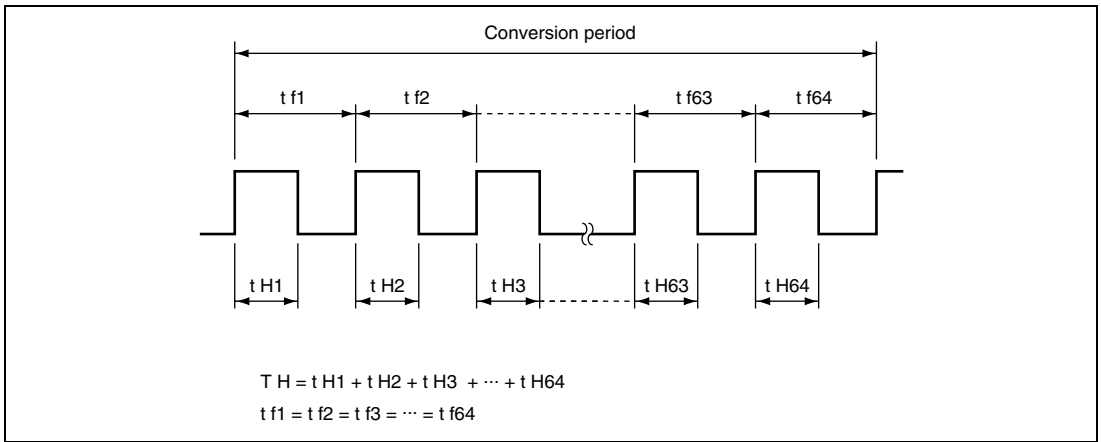 Conversion period
t f1 t f2 t f63 t f64
t H1 t H2 t H3 t H63 t H64
T H = t H1 + t H2 + t H3 + ··· + t H64
t f1 = t f2 = t f3 = ··· = t f64